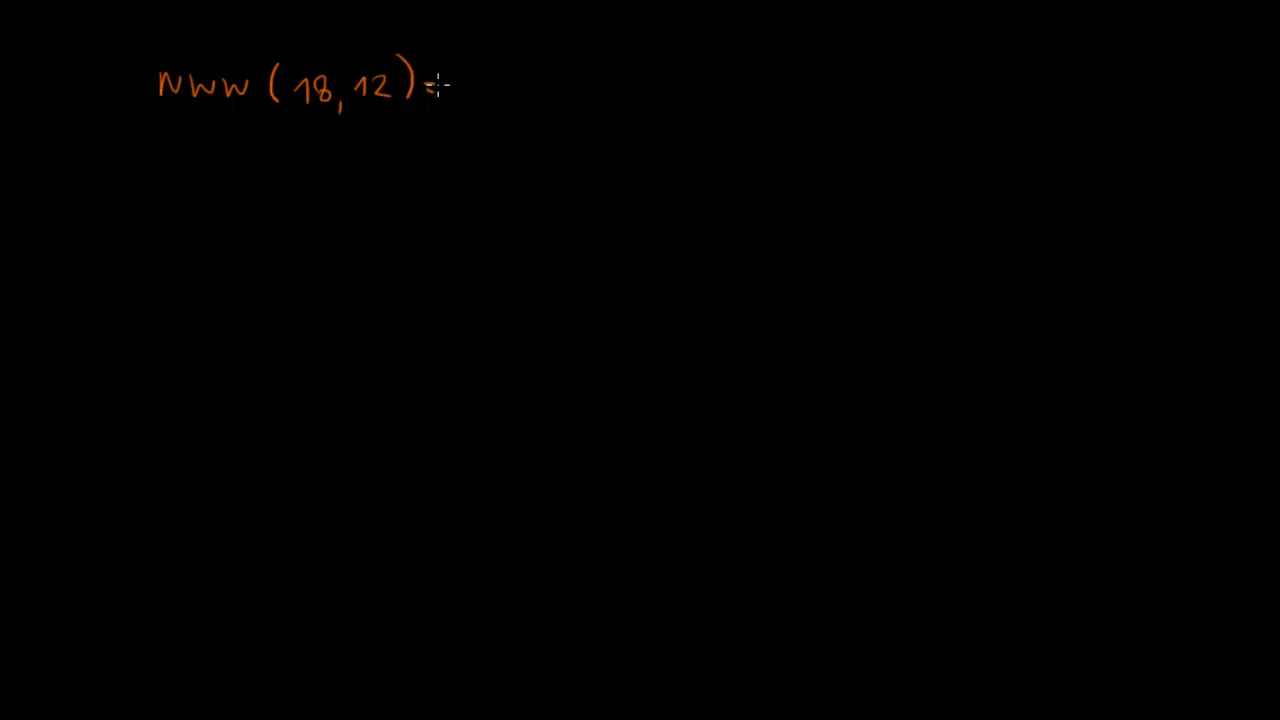 NWW (18, 12) =